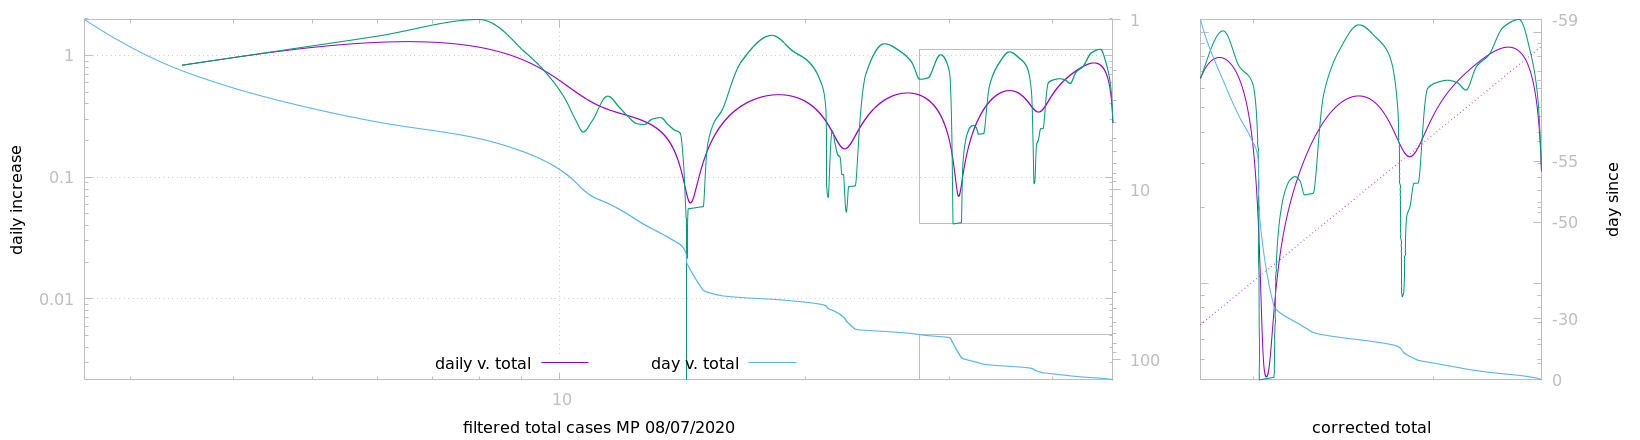 1
0.1
0.01
daily increase
daily v. total
day v. total
10
filtered total cases MP 08/07/2020
1
10
100
-59
-55
-50
-30
0
day since
corrected total